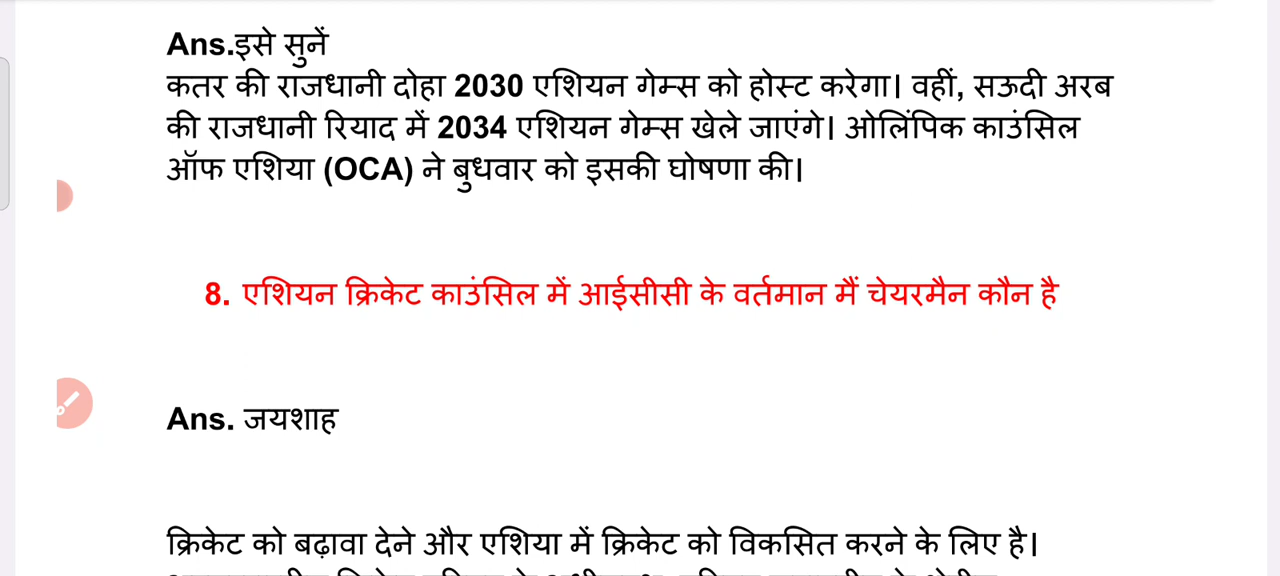 Ans.इसे सुनें
कतर की राजधानी दोहा 2030 एशियन गेम्स को होस्ट करेगा। वहीं, सऊदी अरब
की राजधानी रियाद में 2034 एशियन गेम्स खेले जाएंगे। ओलिंपिक काउंसिल
ऑफ एशिया (OCA) ने बुधवार को इसकी घोषणा की।
8. एशियन क्रिकेट काउंसिल में आईसीसी के वर्तमान मैं चेयरमैन कौन है
Ans. जयशाह
क्रिकेट को बढ़ावा देने और एशिया में क्रिकेट को विकसित करने के लिए है।